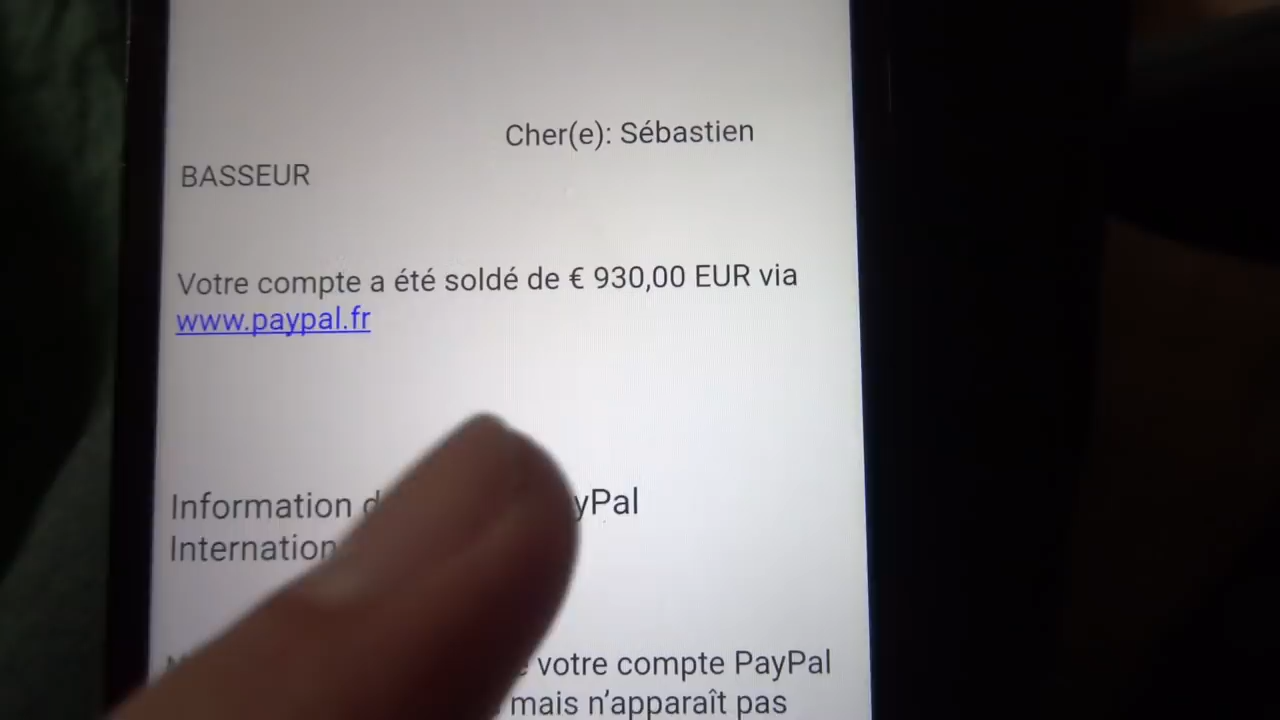 Cher(e): Sébastien
BASSEUR
Votre compte a été soldé de € 930,00 EUR via
www.paypal.fr
Information
Internation
votre compte PayPal
mais n'apparaît pas